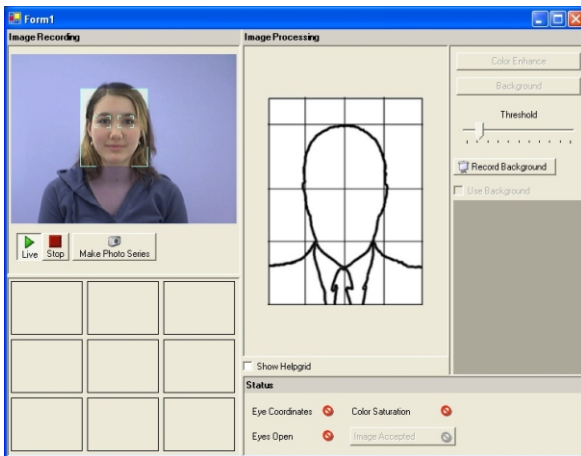 Form1
Image Recording
Image Processing
Color Enhance
Background
Threshold
Record Background
Use Background
Live Stop Make Photo Series
Show Helpgrid
Status
Eye Coordinates Color Saturation
Eyes Open Image Accepted